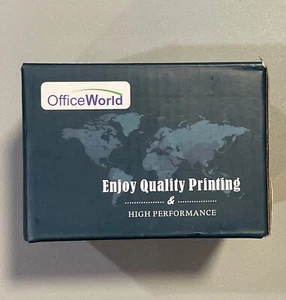 OfficeWorld
Enjoy Quality Printing
&
HIGH PERFORMANCE